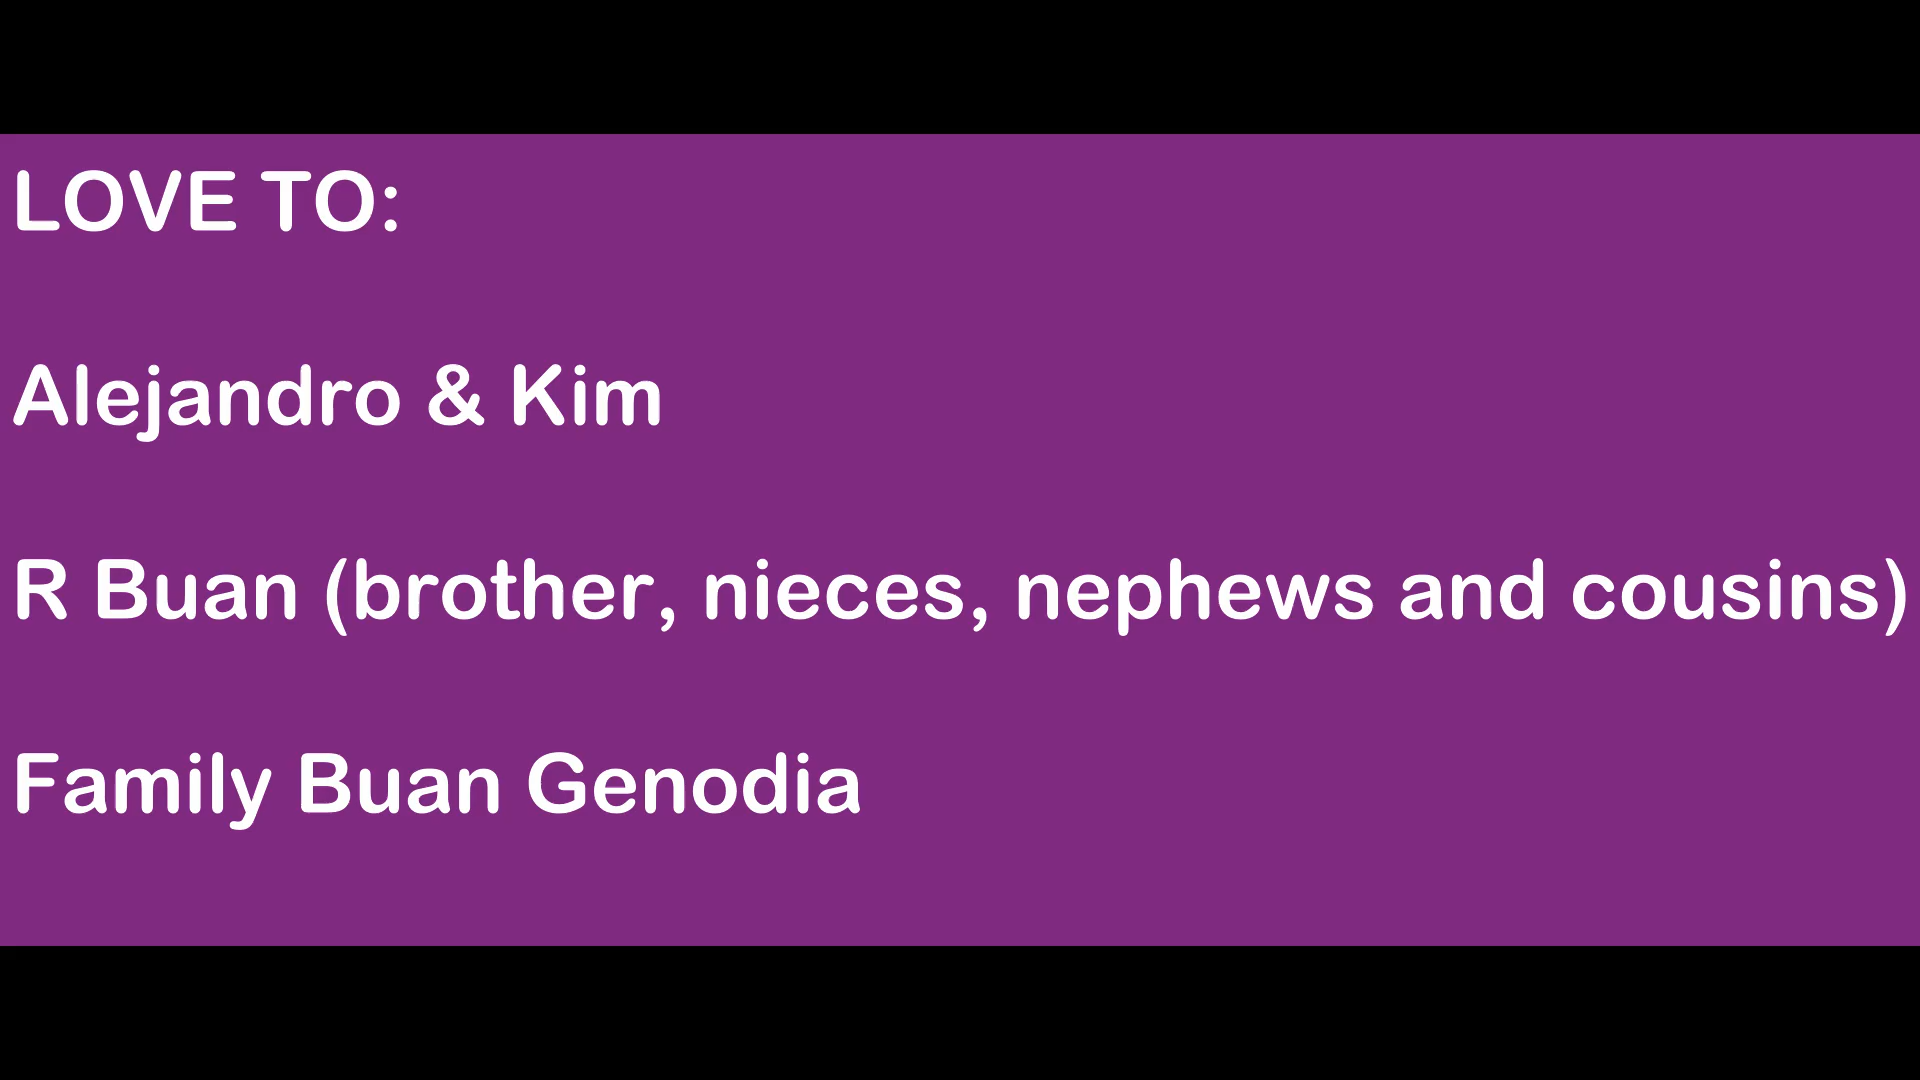 LOVE TO:
Alejandro & Kim
R Buan (brother, nieces, nephews and cousins)
Family Buan Genodia